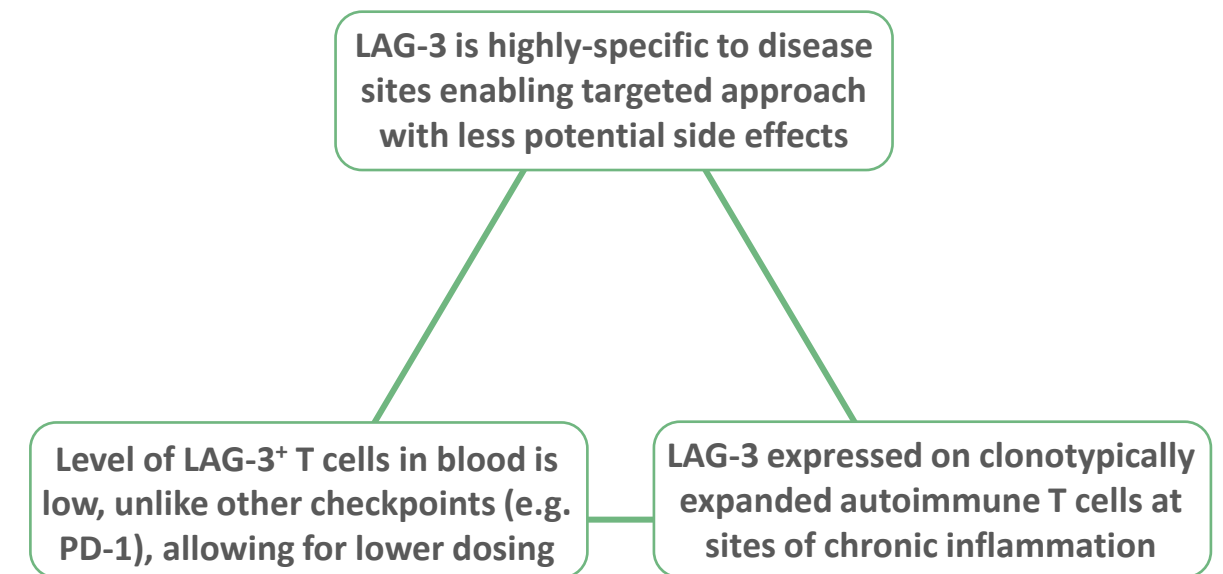 LAG-3 is highly-specific to disease
sites enabling targeted approach
with less potential side effects
Level of LAG-3⁺ T cells in blood is
low, unlike other checkpoints (e.g.
PD-1), allowing for lower dosing
LAG-3 expressed on clonotypically
expanded autoimmune T cells at
sites of chronic inflammation